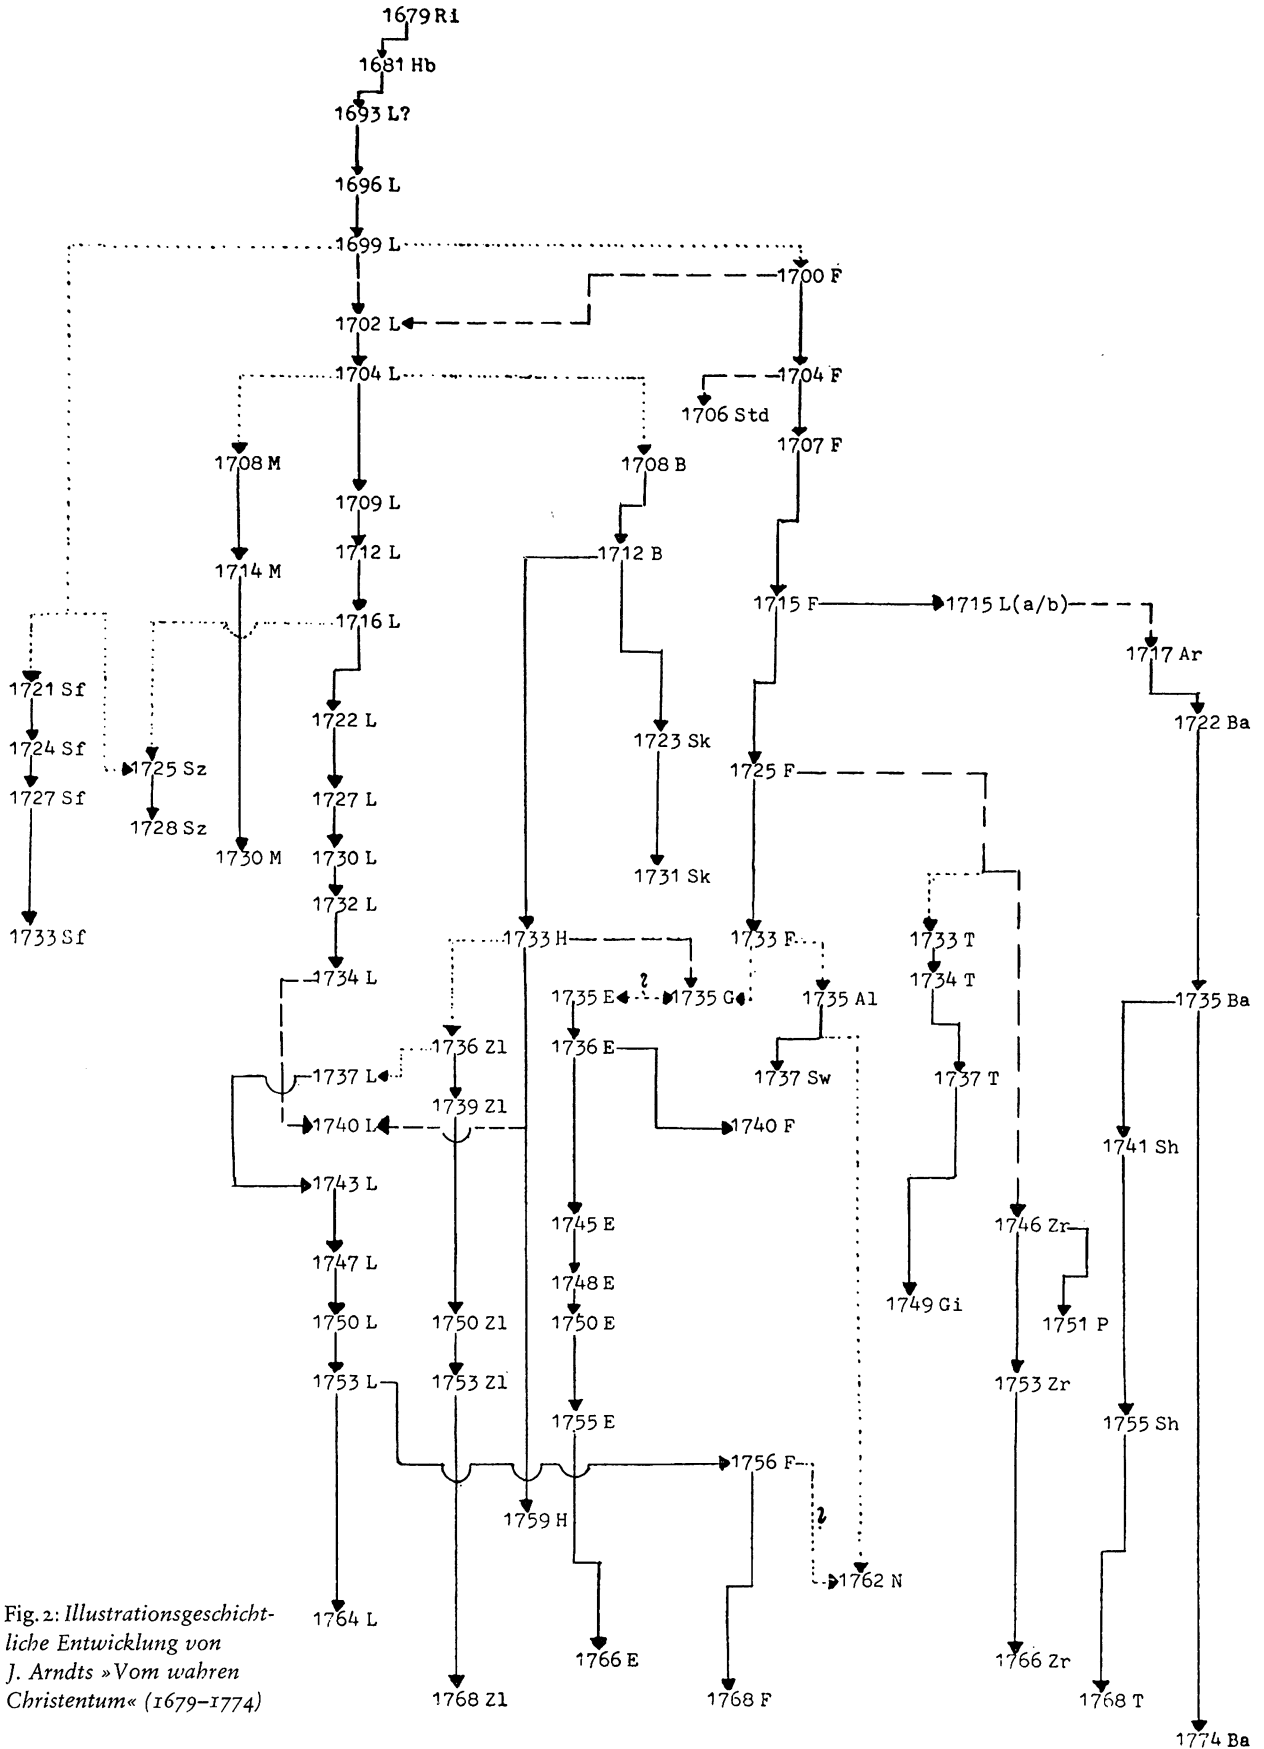 1679 Ri
1681 Hb
1693 L?
1696 L
1699 L
1700 F
1702 L
1704 L
1704 F
1706 Std
1707 F
1708 M
1708 B
1709 L
1712 L
1712 B
1714 M
1715 F
1715 L(a/b)
1716 L
1717 Ar
1721 Sf
1722 L
1722 Ba
1723 Sk
1724 Sf
1725 Sz
1725 F
1727 Sf
1727 L
1728 Sz
1730 M
1730 L
1731 Sk
1732 L
1733 Sf
1733 H
1733 F
1733 T
1734 L
1734 T
?
1735 E
1735 G
1735 Al
1735 Ba
1736 Zl
1736 E
1737 L
1737 Sw
1737 T
1739 Zl
1740 L
1740 F
1741 Sh
1743 L
1745 E
1746 Zr
1747 L
1748 E
1749 Gi
1750 L
1750 Zl
1750 E
1751 P
1753 L
1753 Zl
1753 Zr
1755 E
1755 Sh
1756 F
?
1759 H
1762 N
1764 L
1766 E
1766 Zr
1768 Zl
1768 F
1768 T
1774 Ba
Fig. 2: Illustrationsgeschicht-
liche Entwicklung von
J. Arndts »Vom wahren
Christentum« (1679–1774)